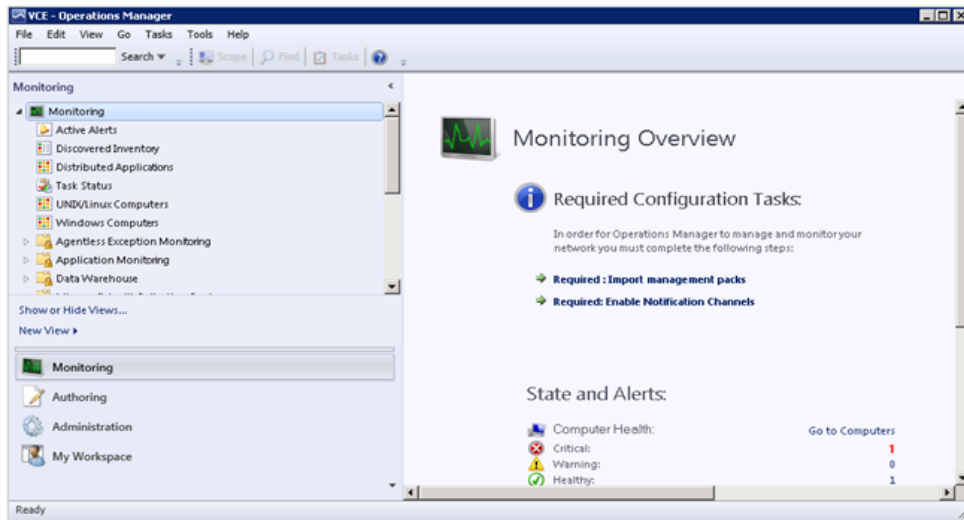 VCE - Operations Manager
File Edit View Go Tasks Tools Help
Search Scope Find Tasks
Monitoring
Monitoring
Active Alerts
Discovered Inventory
Distributed Applications
Task Status
UNIX/Linux Computers
Windows Computers
Agentless Exception Monitoring
Application Monitoring
Data Warehouse
Show or Hide Views...
New View
Monitoring
Authoring
Administration
My Workspace
Monitoring Overview
Required Configuration Tasks:
In order for Operations Manager to manage and monitor your
network you must complete the following steps:
Required : Import management packs
Required: Enable Notification Channels
State and Alerts:
Computer Health: Go to Computers
Critical: 1
Warning: 0
Healthy: 1
Ready